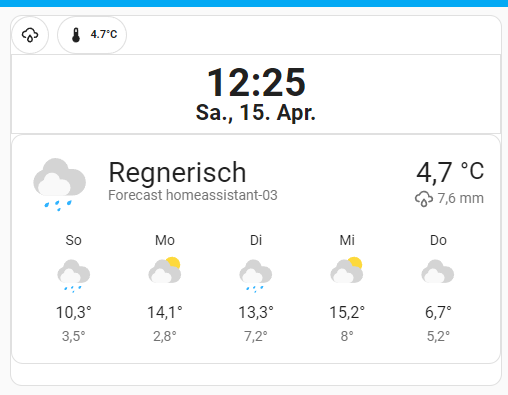 4.7°C
12:25
Sa., 15. Apr.
Regnerisch 4,7 °C
Forecast homeassistant-03 7,6 mm
So Mo Di Mi Do
10,3° 14,1° 13,3° 15,2° 6,7°
3,5° 2,8° 7,2° 8° 5,2°